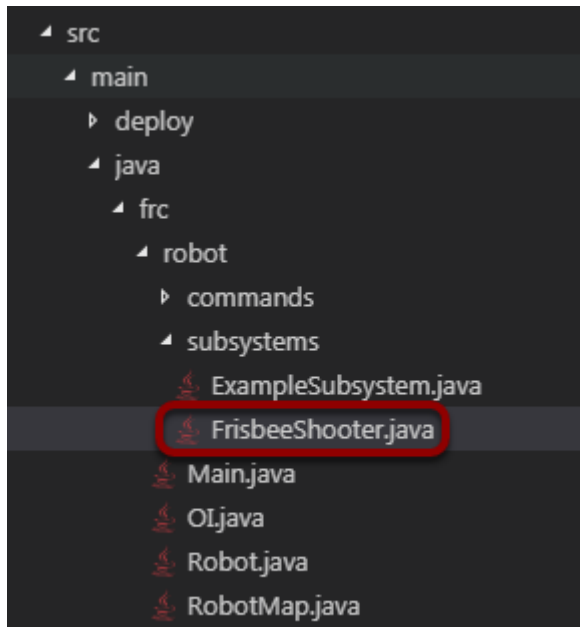 src
main
deploy
java
frc
robot
commands
subsystems
ExampleSubsystem.java
FrisbeeShooter.java
Main.java
OI.java
Robot.java
RobotMap.java